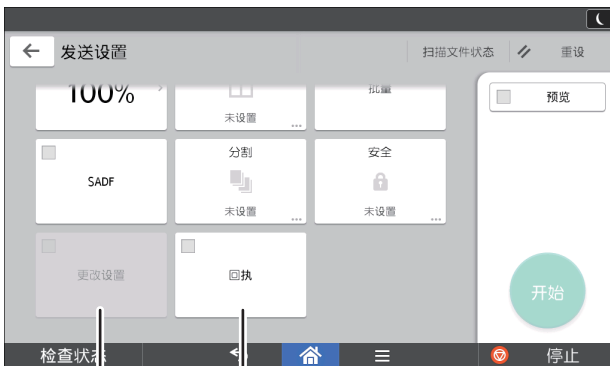 发送设置
扫描文件状态
重设
100%
未设置
批量
预览
SADF
分割
未设置
安全
未设置
更改设置
回执
开始
检查状态
停止